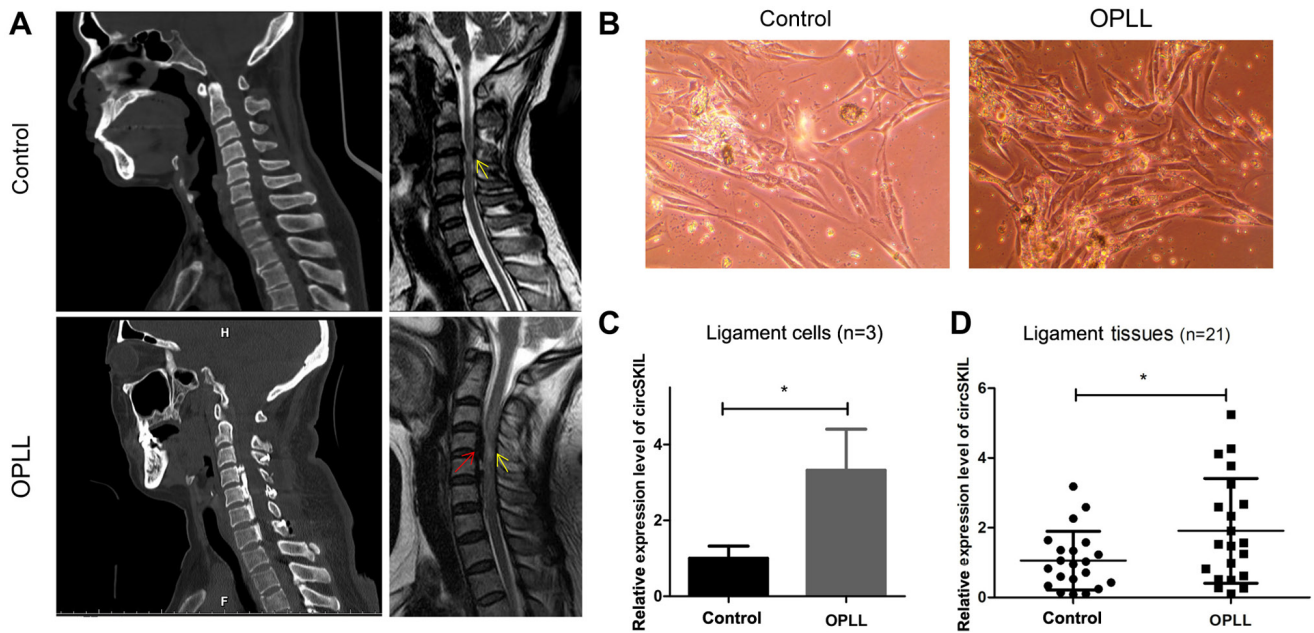 A
Control
OPLL
H
F
B
Control
OPLL
C
Ligament cells (n=3)
Relative expression level of circSKIL
*
4
2
0
Control
OPLL
D
Ligament tissues (n=21)
Relative expression level of circSKIL
*
6
4
2
0
Control
OPLL